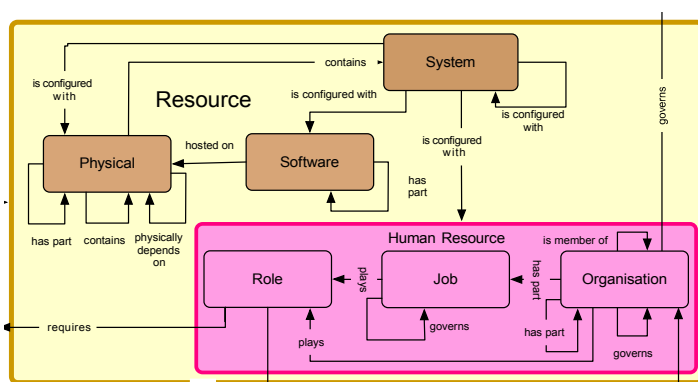 System
contains
is configured
with
Resource
is configured with
governs
is configured
with
is configured
with
hosted on
Physical
Software
has
part
has part
contains
physically
depends
on
Human Resource
is member of
Role
plays
Job
has part
Organisation
requires
plays
governs
has part
governs